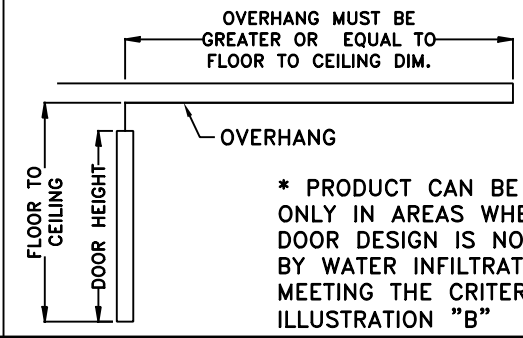 OVERHANG MUST BE
GREATER OR EQUAL TO
FLOOR TO CEILING DIM.
OVERHANG
FLOOR TO
CEILING
DOOR HEIGHT
* PRODUCT CAN BE
ONLY IN AREAS WHE
DOOR DESIGN IS NO
BY WATER INFILTRAT
MEETING THE CRITER
ILLUSTRATION "B"